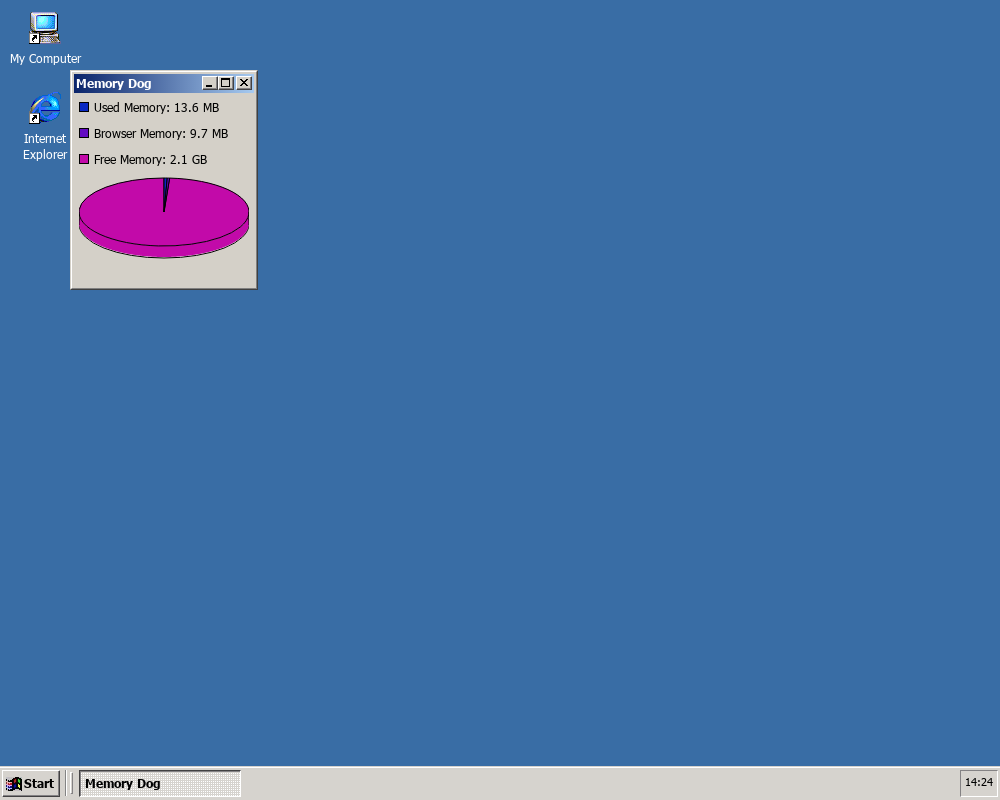 My Computer
Internet
Explorer
Memory Dog
Used Memory: 13.6 MB
Browser Memory: 9.7 MB
Free Memory: 2.1 GB
Start
Memory Dog
14:24